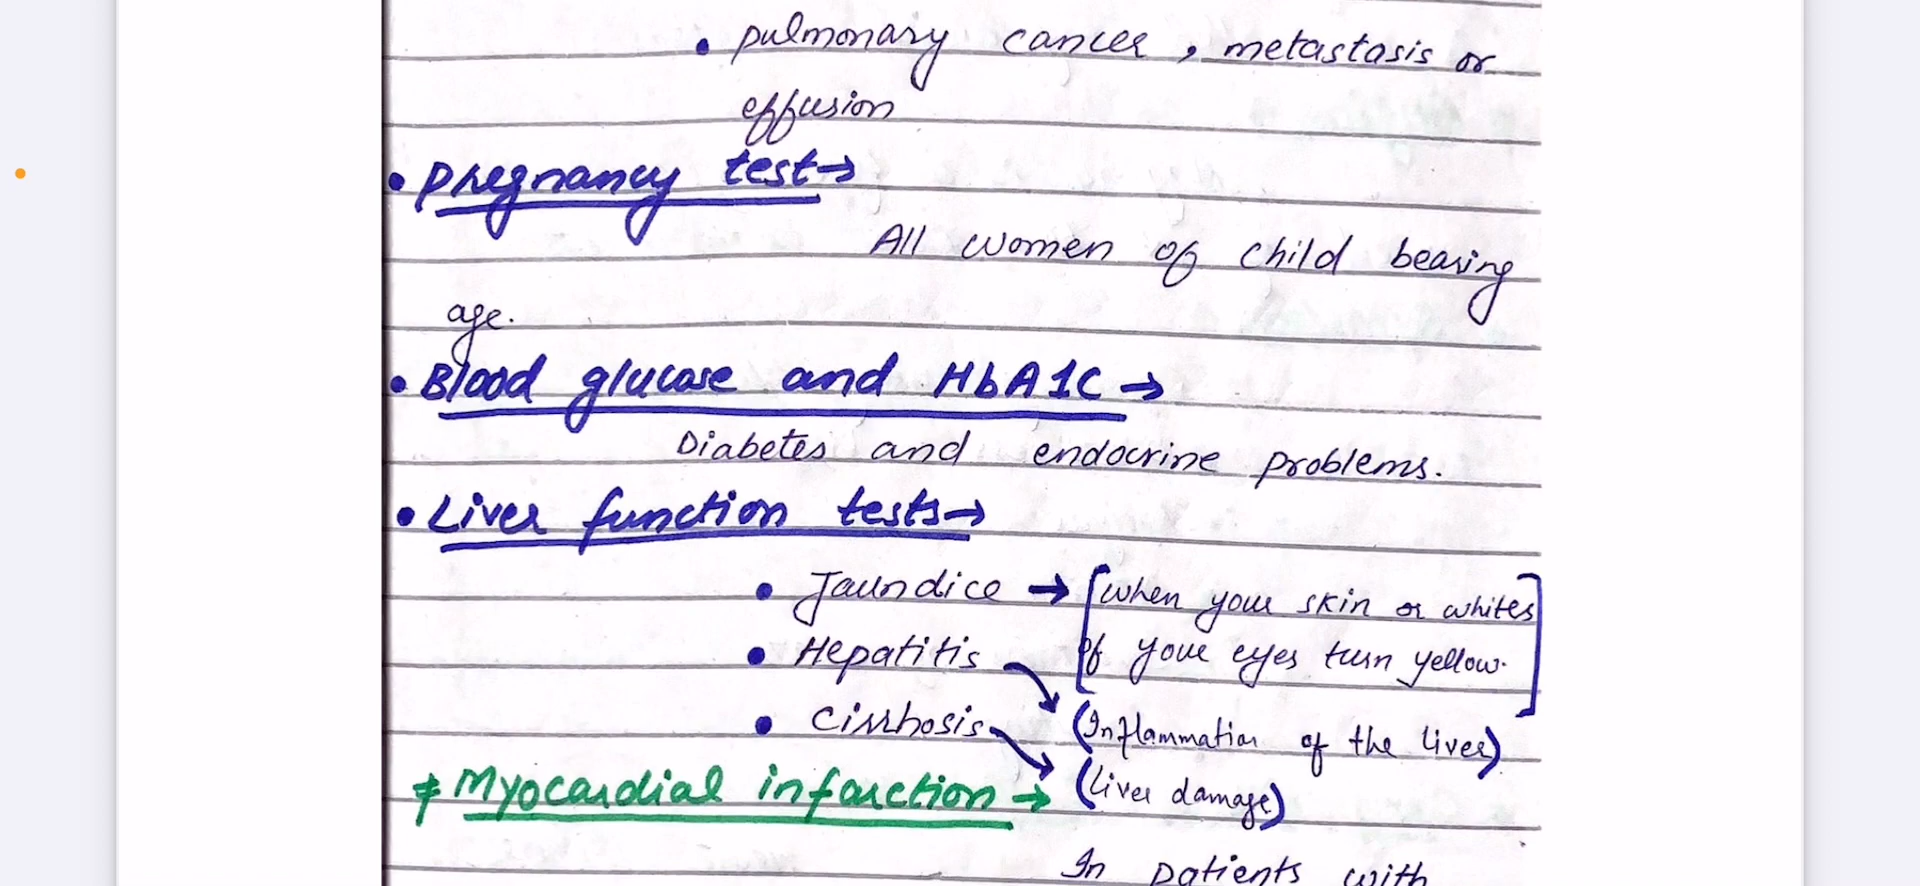 • pulmonary cancer, metastasis or
effusion
• Pregnancy test→
All women of child bearing
age.
• Blood glucose and HbA1C →
Diabetes and endocrine problems.
• Liver function tests→
• Jaundice → [when your skin or whites
of your eyes turn yellow.]
• Hepatitis → (Inflammation of the liver)
• Cirrhosis → (liver damage)
* Myocardial infarction →
In patients with